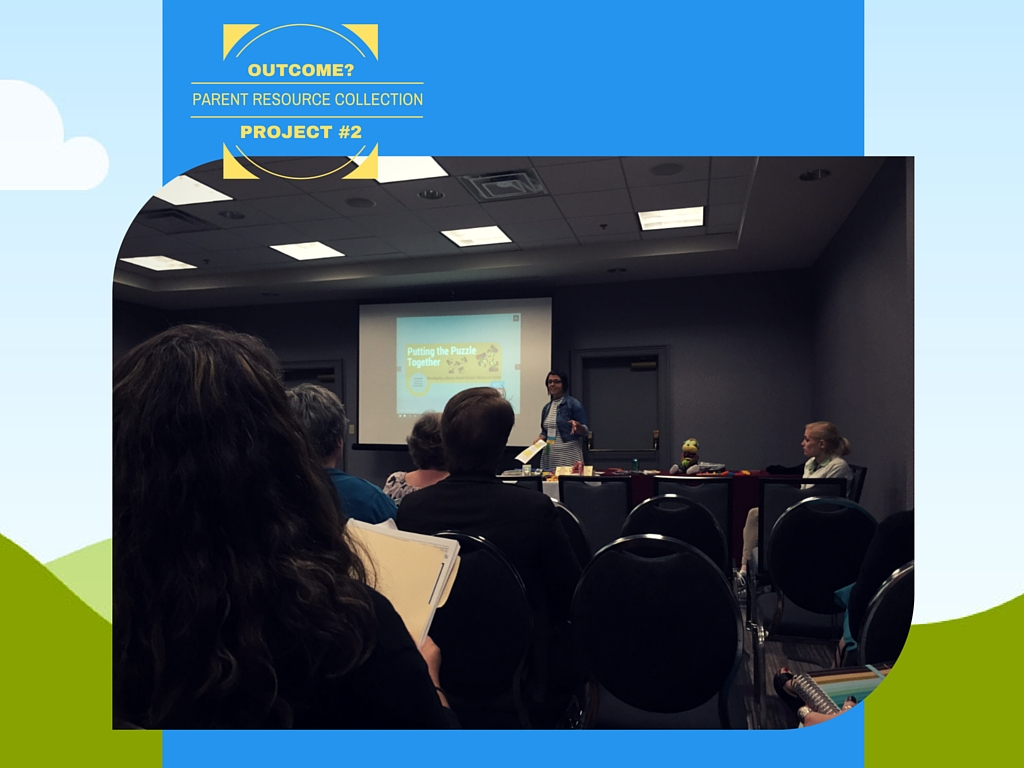 OUTCOME?
PARENT RESOURCE COLLECTION
PROJECT #2
Putting the Puzzle
Together